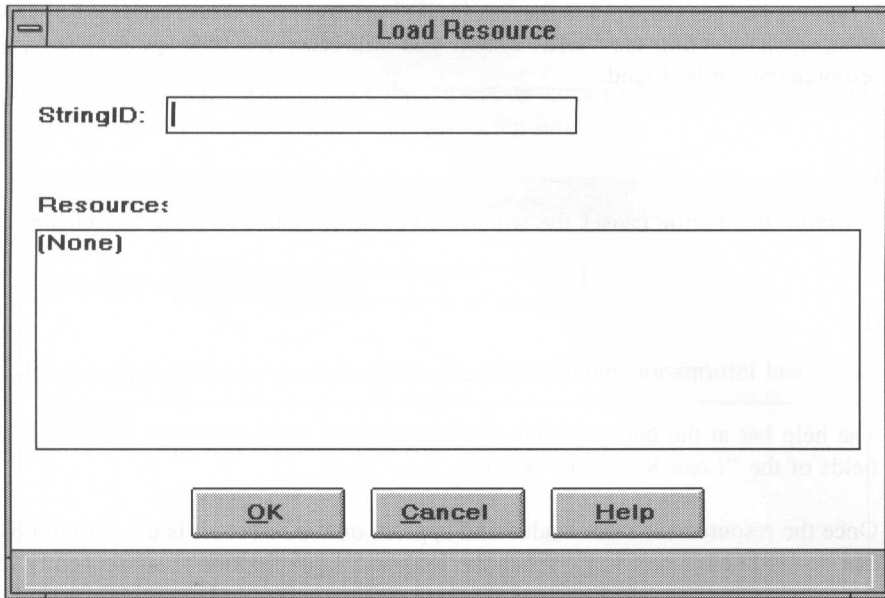 Load Resource
StringID:
Resources
(None)
OK
Cancel
Help